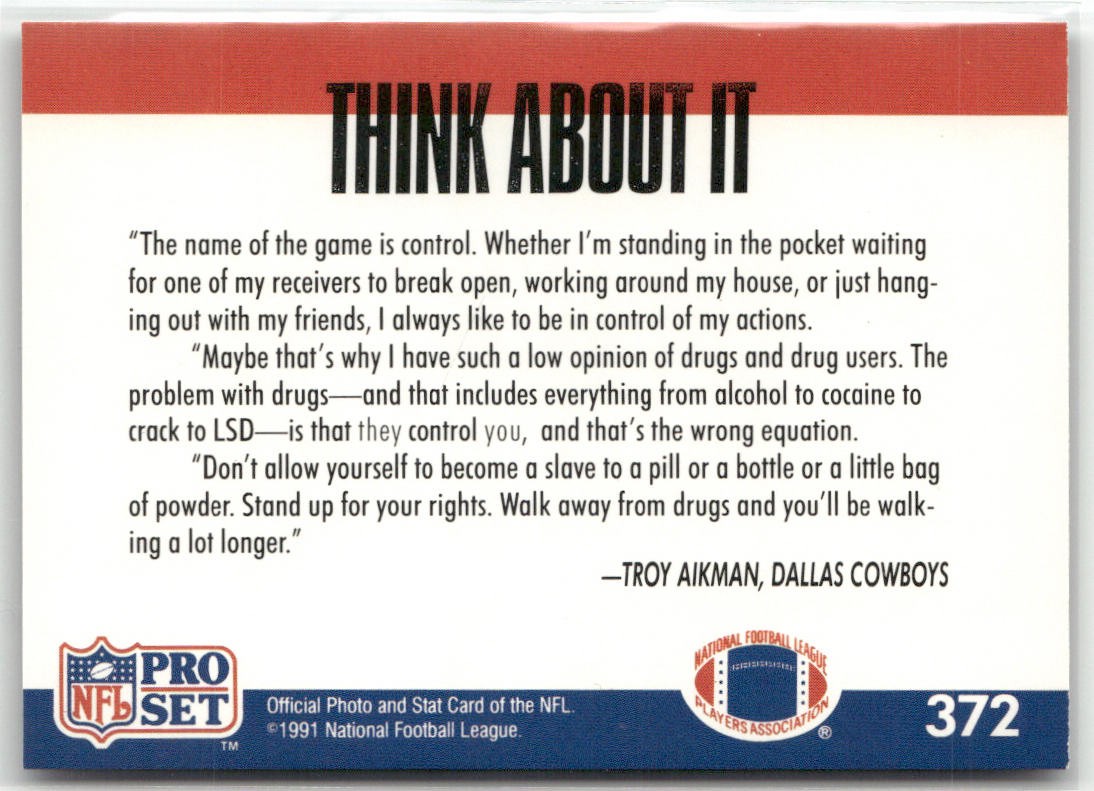 THINK ABOUT IT
“The name of the game is control. Whether I’m standing in the pocket waiting
for one of my receivers to break open, working around my house, or just hang-
ing out with my friends, I always like to be in control of my actions.
“Maybe that’s why I have such a low opinion of drugs and drug users. The
problem with drugs—and that includes everything from alcohol to cocaine to
crack to LSD—is that they control you, and that’s the wrong equation.
“Don’t allow yourself to become a slave to a pill or a bottle or a little bag
of powder. Stand up for your rights. Walk away from drugs and you’ll be walk-
ing a lot longer.”
—TROY AIKMAN, DALLAS COWBOYS
NFL PRO SET TM
Official Photo and Stat Card of the NFL.
©1991 National Football League.
NATIONAL FOOTBALL LEAGUE
PLAYERS ASSOCIATION ®
372